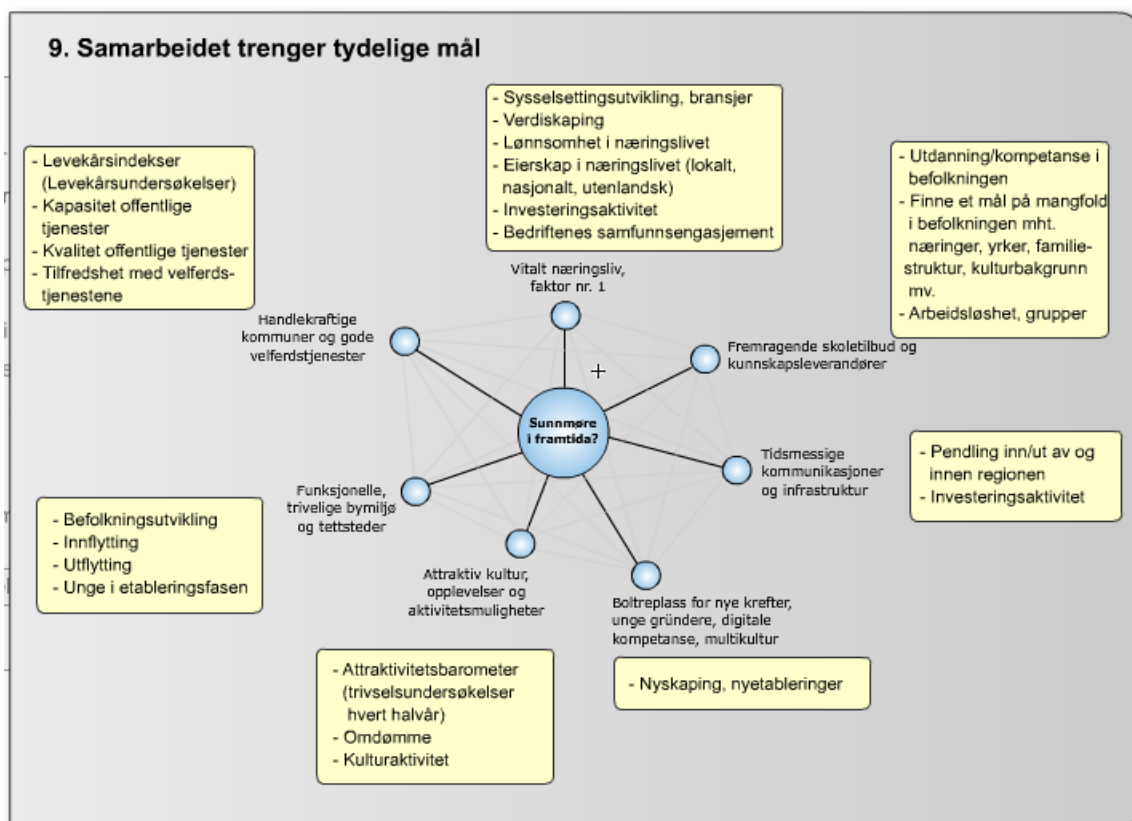 9. Samarbeidet trenger tydelige mål
- Sysselsettingsutvikling, bransjer
- Verdiskaping
- Lønnsomhet i næringslivet
- Eierskap i næringslivet (lokalt,
nasjonalt, utenlandsk)
- Investeringsaktivitet
- Bedriftenes samfunnsengasjement
- Levekårsindekser
(Levekårsundersøkelser)
- Kapasitet offentlige
tjenester
- Kvalitet offentlige tjenester
- Tilfredshet med velferds-
tjenestene
- Utdanning/kompetanse i
befolkningen
- Finne et mål på mangfold
i befolkningen mht.
næringer, yrker, familie-
struktur, kulturbakgrunn
mv.
- Arbeidsløshet, grupper
Vitalt næringsliv,
faktor nr. 1
Handlekraftige
kommuner og gode
velferdstjenester
Fremragende skoletilbud og
kunnskapsleverandører
Sunnmøre
i framtida?
Tidsmessige
kommunikasjoner
og infrastruktur
- Pendling inn/ut av og
innen regionen
- Investeringsaktivitet
Funksjonelle,
trivelige bymiljø
og tettsteder
- Befolkningsutvikling
- Innflytting
- Utflytting
- Unge i etableringsfasen
Attraktiv kultur,
opplevelser og
aktivitetsmuligheter
Boltreplass for nye krefter,
unge gründere, digitale
kompetanse, multikultur
- Attraktivitetsbarometer
(trivselsundersøkelser
hvert halvår)
- Omdømme
- Kulturaktivitet
- Nyskaping, nyetableringer